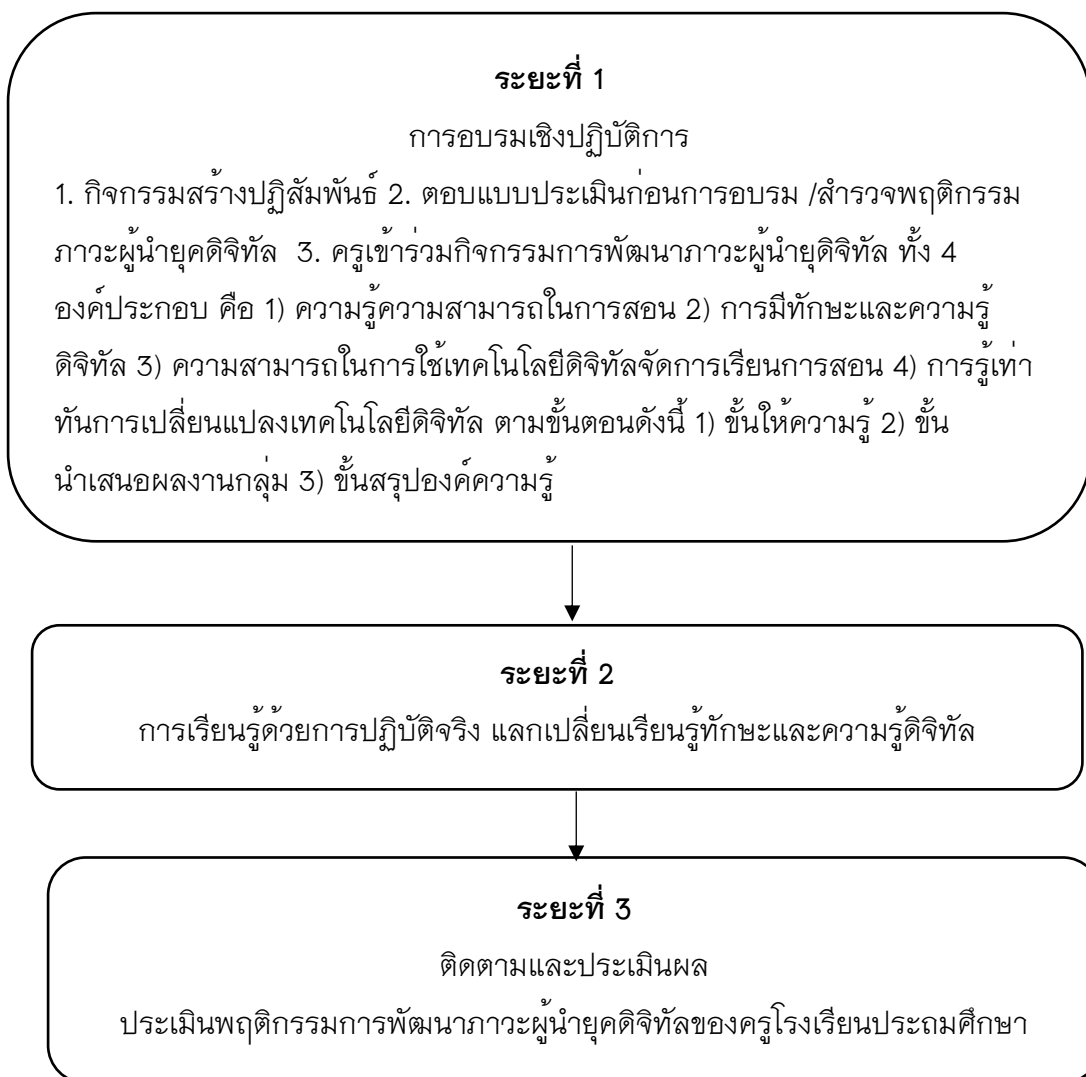 ระยะที่ 1
การอบรมเชิงปฏิบัติการ
1. กิจกรรมสร้างปฏิสัมพันธ์ 2. ตอบแบบประเมินก่อนการอบรม /สำรวจพฤติกรรม
ภาวะผู้นำยุคดิจิทัล 3. ครูเข้าร่วมกิจกรรมการพัฒนาภาวะผู้นำยุดิจิทัล ทั้ง 4
องค์ประกอบ คือ 1) ความรู้ความสามารถในการสอน 2) การมีทักษะและความรู้
ดิจิทัล 3) ความสามารถในการใช้เทคโนโลยีดิจิทัลจัดการเรียนการสอน 4) การรู้เท่า
ทันการเปลี่ยนแปลงเทคโนโลยีดิจิทัล ตามขั้นตอนดังนี้ 1) ขั้นให้ความรู้ 2) ขั้น
นำเสนอผลงานกลุ่ม 3) ขั้นสรุปองค์ความรู้
ระยะที่ 2
การเรียนรู้ด้วยการปฏิบัติจริง แลกเปลี่ยนเรียนรู้ทักษะและความรู้ดิจิทัล
ระยะที่ 3
ติดตามและประเมินผล
ประเมินพฤติกรรมการพัฒนาภาวะผู้นำยุคดิจิทัลของครูโรงเรียนประถมศึกษา